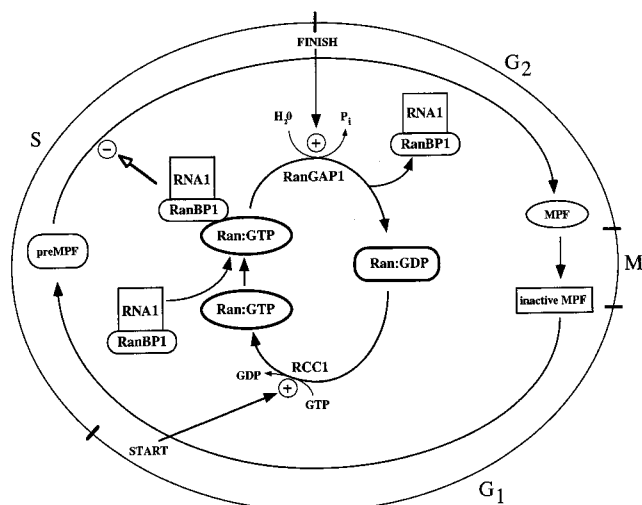 FINISH
G2
H20
Pi
+
RNA1
RanBP1
S
−
RNA1
RanBP1
RanGAP1
Ran:GTP
MPF
preMPF
Ran:GDP
M
Ran:GTP
inactive MPF
RNA1
RanBP1
RCC1
GDP
+
GTP
START
G1